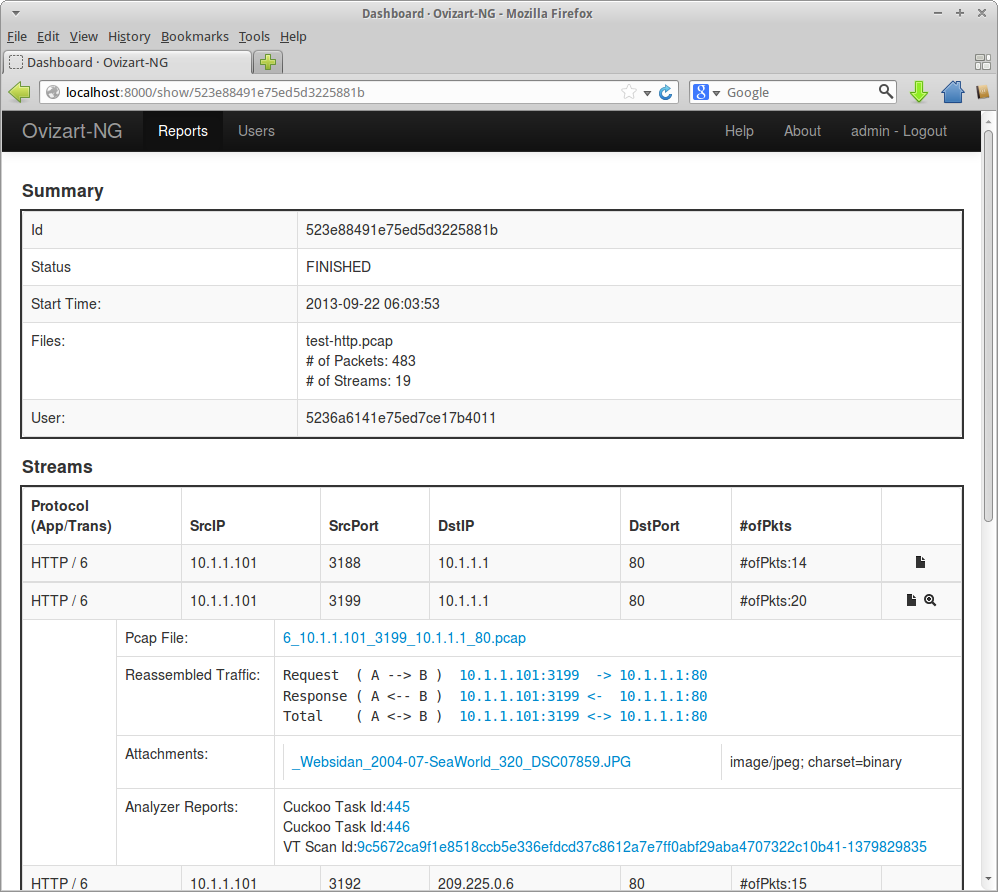 Dashboard · Ovizart-NG - Mozilla Firefox
File Edit View History Bookmarks Tools Help
Dashboard · Ovizart-NG
localhost:8000/show/523e88491e75ed5d3225881b
8 Google
Ovizart-NG Reports Users Help About admin - Logout
Summary
Id 523e88491e75ed5d3225881b
Status FINISHED
Start Time: 2013-09-22 06:03:53
Files: test-http.pcap
# of Packets: 483
# of Streams: 19
User: 5236a6141e75ed7ce17b4011
Streams
Protocol
(App/Trans) SrcIP SrcPort DstIP DstPort #ofPkts
HTTP / 6 10.1.1.101 3188 10.1.1.1 80 #ofPkts:14
HTTP / 6 10.1.1.101 3199 10.1.1.1 80 #ofPkts:20
Pcap File: 6_10.1.1.101_3199_10.1.1.1_80.pcap
Reassembled Traffic: Request ( A --> B ) 10.1.1.101:3199 -> 10.1.1.1:80
Response ( A <-- B ) 10.1.1.101:3199 <- 10.1.1.1:80
Total ( A <-> B ) 10.1.1.101:3199 <-> 10.1.1.1:80
Attachments: _Websidan_2004-07-SeaWorld_320_DSC07859.JPG image/jpeg; charset=binary
Analyzer Reports: Cuckoo Task Id:445
Cuckoo Task Id:446
VT Scan Id:9c5672ca9f1e8518ccb5e336efdcd37c8612a7e7ff0abf29aba4707322c10b41-1379829835
HTTP / 6 10.1.1.101 3192 209.225.0.6 80 #ofPkts:15